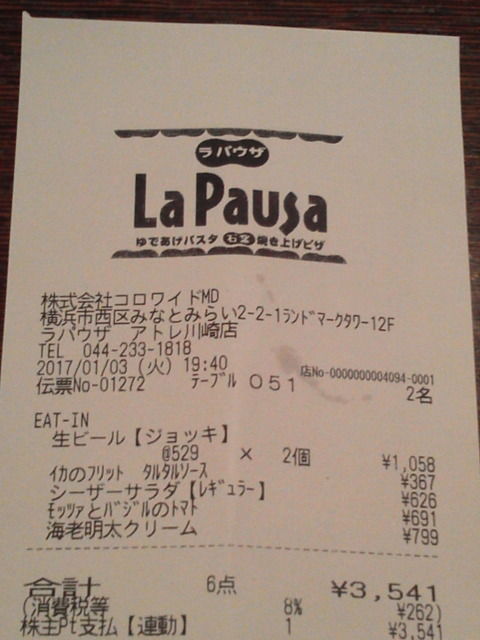 ラパウザ
La Pausa
ゆであげパスタ 石窯 焼き上げピザ
株式会社コロワイドMD
横浜市西区みなとみらい2-2-1ﾗﾝﾄﾞﾏｰｸﾀﾜｰ-12F
ラパウザ アトレ川崎店
TEL 044-233-1818
2017/01/03 (火) 19:40
店No-0000000004094-0001
伝票No-01272 ﾃｰﾌﾞﾙ 051 2名
EAT-IN
生ビール【ジョッキ】
@529 × 2個 ¥1,058
ｲｶのﾌﾘｯﾄ ﾀﾙﾀﾙｿｰｽ ¥367
シーザーサラダ【ﾚｷﾞｭﾗｰ】 ¥626
ﾓｯﾂｧとﾊﾞｼﾞﾙのﾄﾏﾄ ¥691
海老明太クリーム ¥799
合計 6点 ¥3,541
(消費税等 8% ¥262)
株主Pt支払【連動】 1 ¥3,541